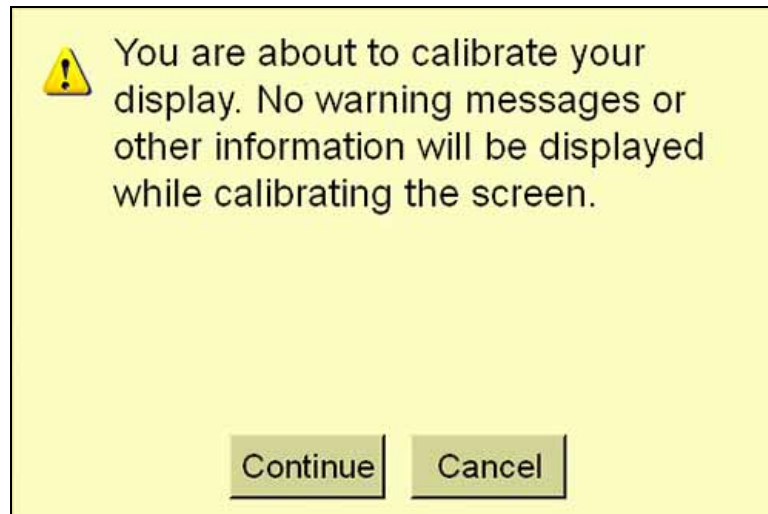 You are about to calibrate your
display. No warning messages or
other information will be displayed
while calibrating the screen.
Continue Cancel